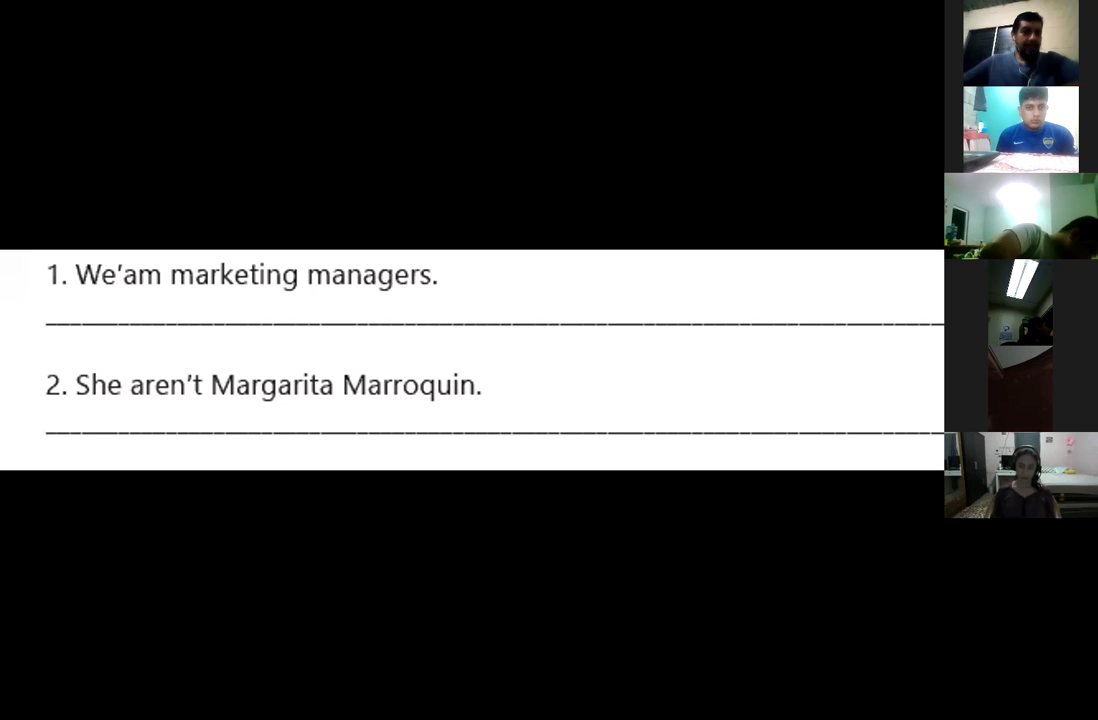 1. We’am marketing managers.
2. She aren’t Margarita Marroquin.